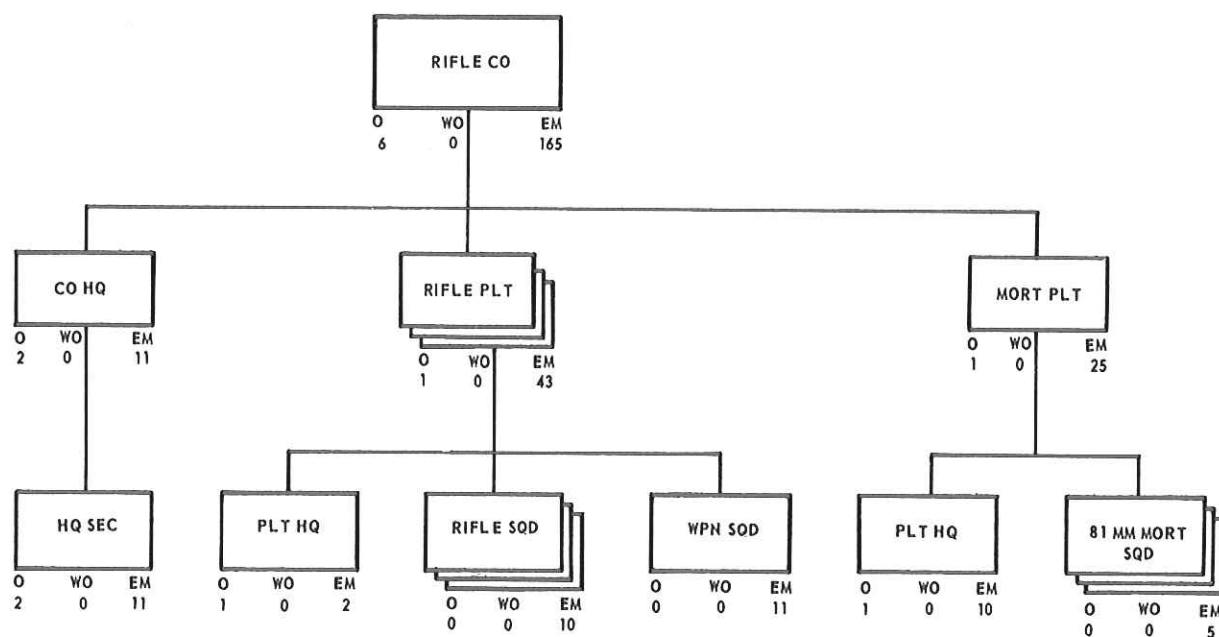 RIFLE CO
O WO EM
6 0 165
CO HQ
O WO EM
2 0 11
RIFLE PLT
O WO EM
1 0 43
MORT PLT
O WO EM
1 0 25
HQ SEC
O WO EM
2 0 11
PLT HQ
O WO EM
1 0 2
RIFLE SQD
O WO EM
0 0 10
WPN SQD
O WO EM
0 0 11
PLT HQ
O WO EM
1 0 10
81 MM MORT
SQD
O WO EM
0 0 5